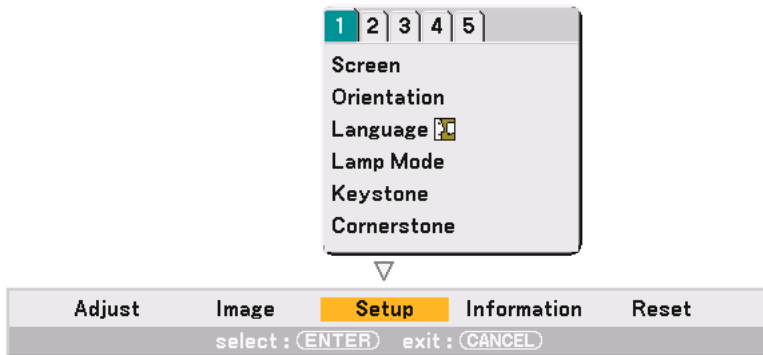 1 2 3 4 5
Screen
Orientation
Language
Lamp Mode
Keystone
Cornerstone
Adjust Image Setup Information Reset
select : ENTER exit : CANCEL